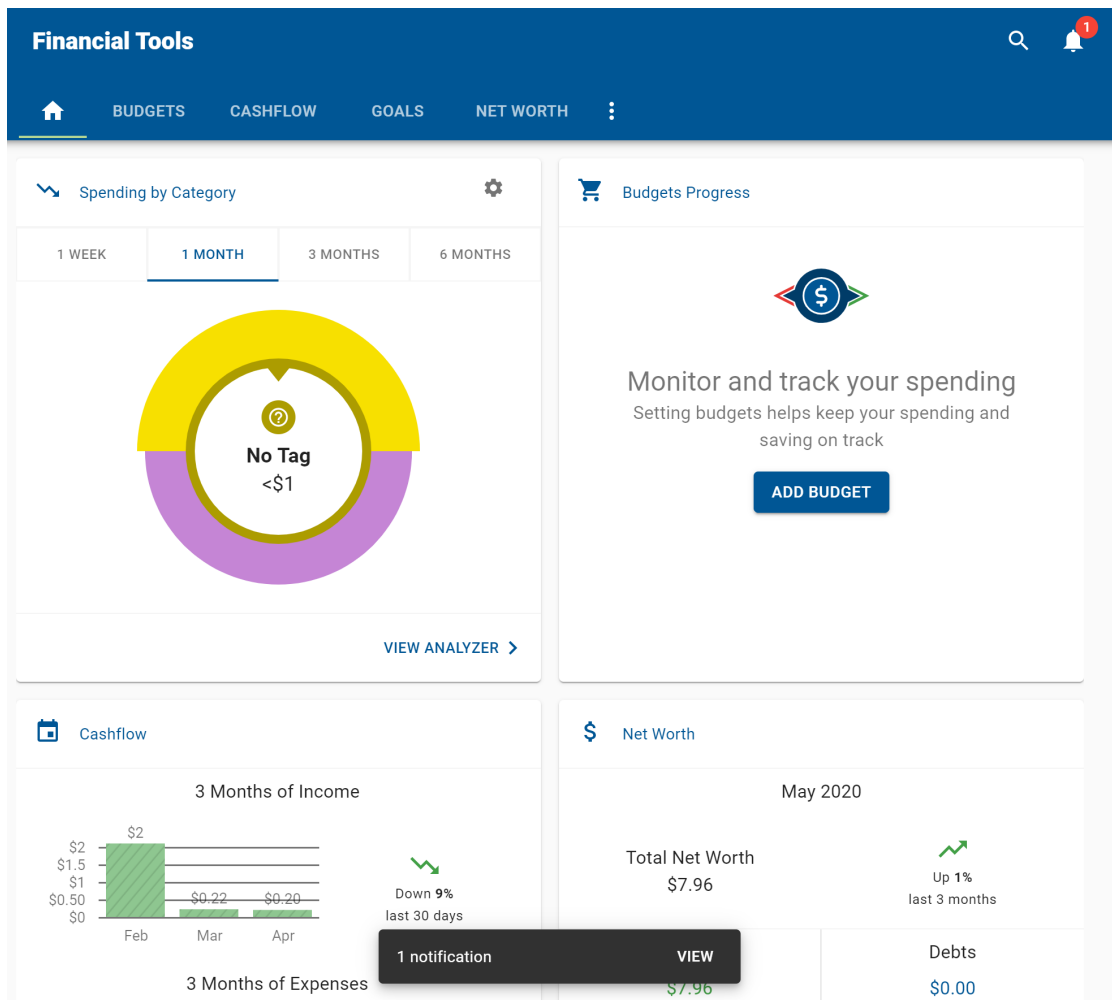 Financial Tools
1
BUDGETS
CASHFLOW
GOALS
NET WORTH
Spending by Category
1 WEEK
1 MONTH
3 MONTHS
6 MONTHS
No Tag
<$1
VIEW ANALYZER
Budgets Progress
$
Monitor and track your spending
Setting budgets helps keep your spending and
saving on track
ADD BUDGET
Cashflow
3 Months of Income
$2
$2
$1.5
$1
$0.50
$0
$0.22
$0.20
Feb
Mar
Apr
Down 9%
last 30 days
3 Months of Expenses
$ Net Worth
May 2020
Total Net Worth
$7.96
Up 1%
last 3 months
$7.96
Debts
$0.00
1 notification
VIEW